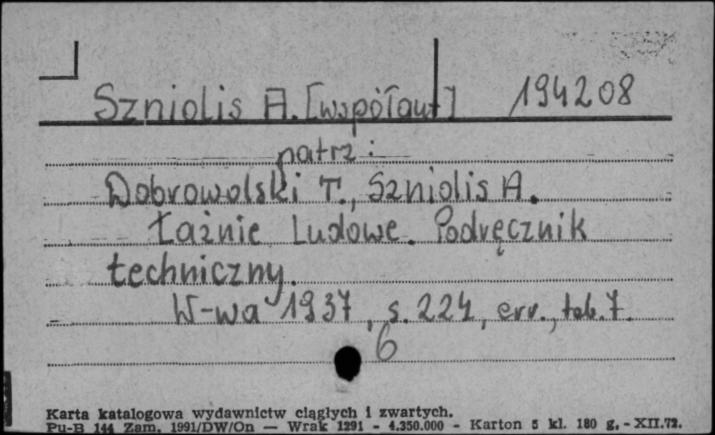 Szniolis A. [współaut] 194208
patrz:
Dobrowolski T., Szniolis A.
Łaźnie Ludowe. Podręcznik
techniczny.
W-wa 1937, s. 224, err., tab. 7.
6
Karta katalogowa wydawnictw ciągłych i zwartych.
Pu-B 144 Zam. 1991/DW/On — Wrak 1291 - 4.350.000 - Karton 5 kl. 180 g. - XII.72.